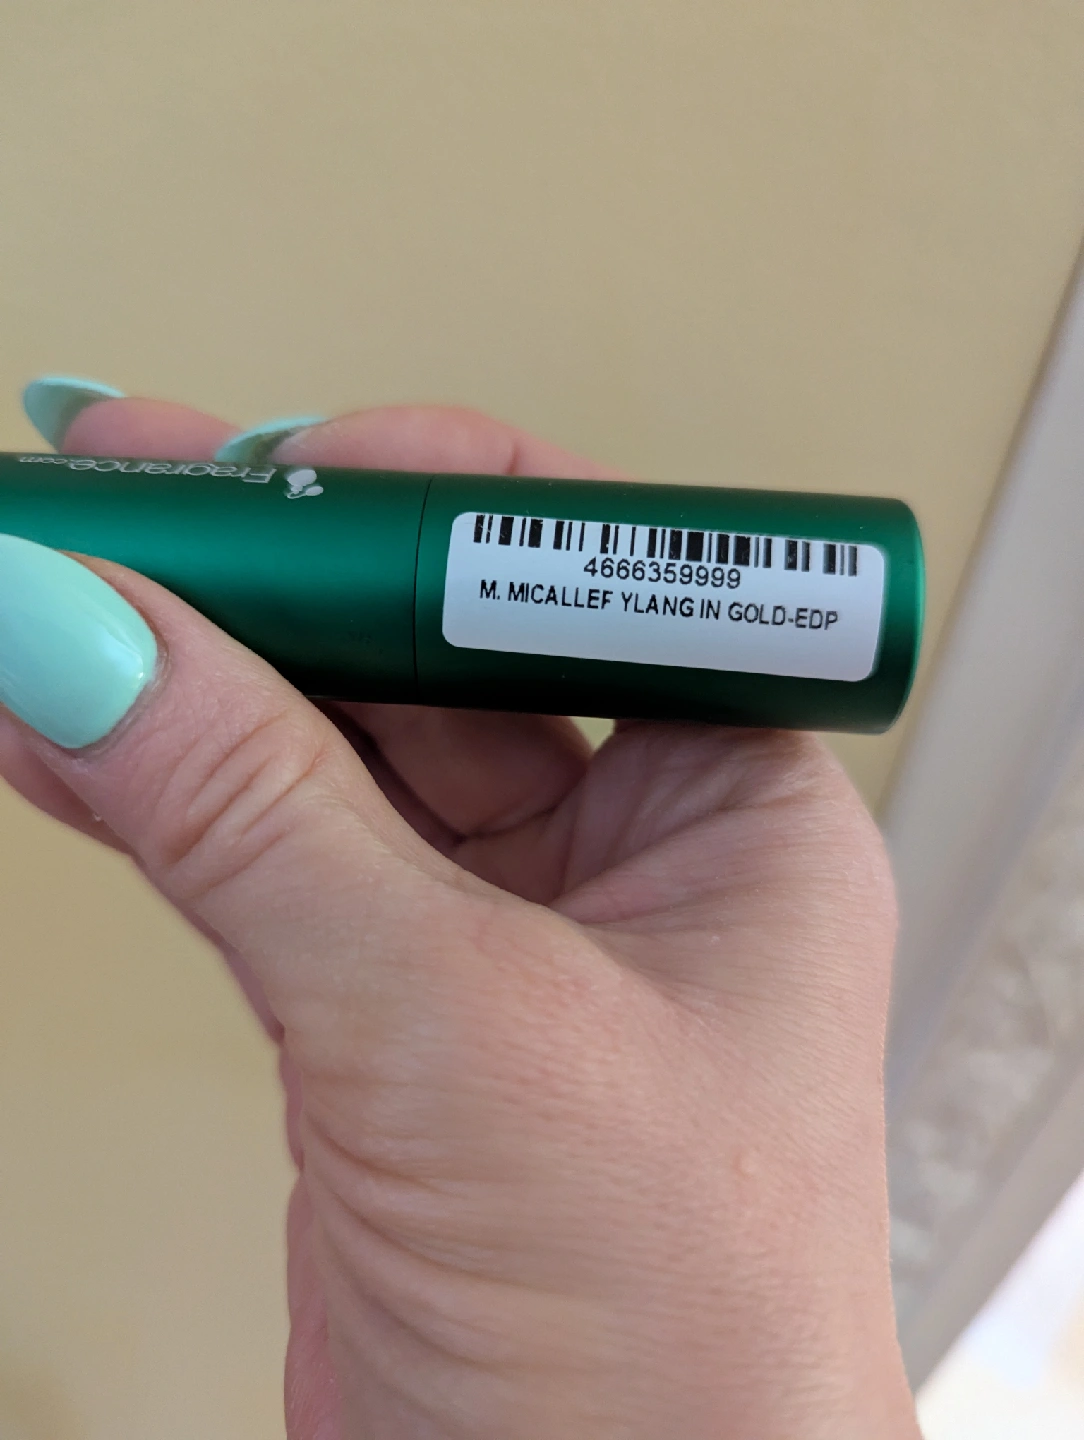 Fragrance.com
4666359999
M. MICALLEF YLANG IN GOLD-EDP